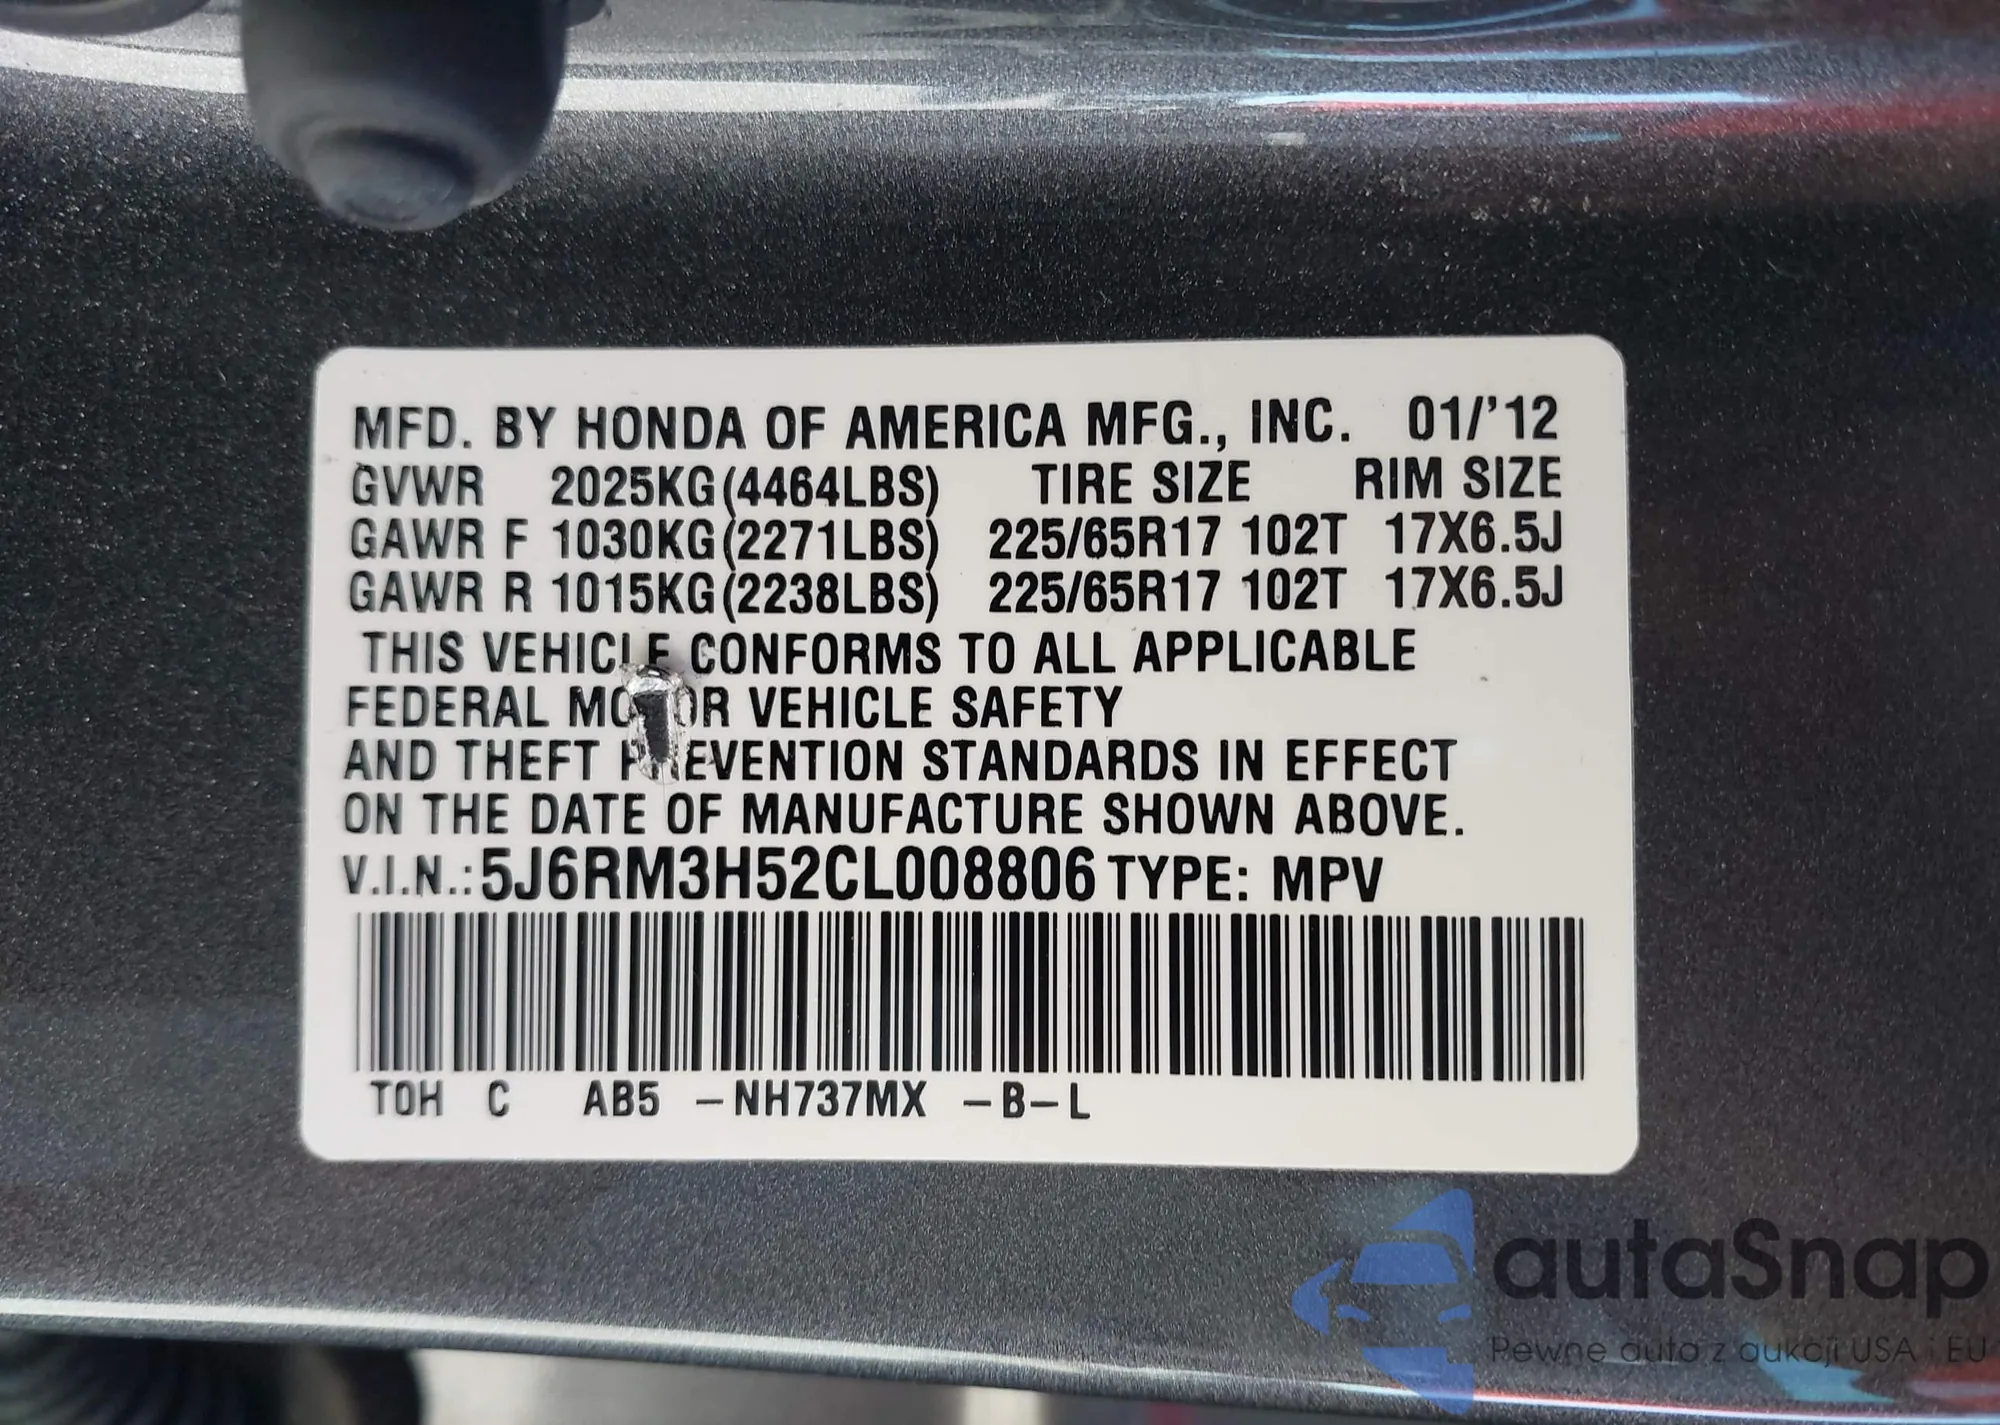 MFD. BY HONDA OF AMERICA MFG., INC. 01/'12
GVWR 2025KG(4464LBS) TIRE SIZE RIM SIZE
GAWR F 1030KG(2271LBS) 225/65R17 102T 17X6.5J
GAWR R 1015KG(2238LBS) 225/65R17 102T 17X6.5J
THIS VEHICLE CONFORMS TO ALL APPLICABLE
FEDERAL MOTOR VEHICLE SAFETY
AND THEFT PREVENTION STANDARDS IN EFFECT
ON THE DATE OF MANUFACTURE SHOWN ABOVE.
V.I.N.: 5J6RM3H52CL008806 TYPE: MPV
TOH C AB5 -NH737MX -B-L
autaSnap
Pewne auta z aukcji USA i EU